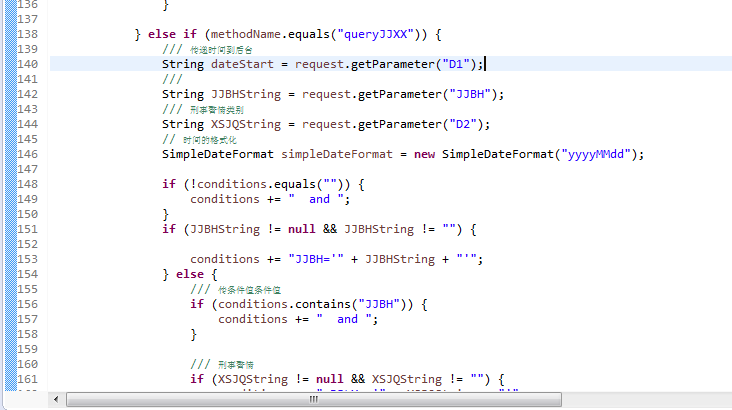 136 }
137
138 } else if (methodName.equals("queryJJXX")) {
139 /// 传递时间到后台
140 String dateStart = request.getParameter("D1");
141 ///
142 String JJBHString = request.getParameter("JJBH");
143 /// 刑事警情类别
144 String XSJQString = request.getParameter("D2");
145 // 时间的格式化
146 SimpleDateFormat simpleDateFormat = new SimpleDateFormat("yyyyMMdd");
147
148 if (!conditions.equals("")) {
149 conditions += "  and ";
150 }
151 if (JJBHString != null && JJBHString != "") {
152
153 conditions += "JJBH='" + JJBHString + "'";
154 } else {
155 /// 传条件值条件值
156 if (conditions.contains("JJBH")) {
157 conditions += "  and ";
158 }
159
160 /// 刑事警情
161 if (XSJQString != null && XSJQString != "") {